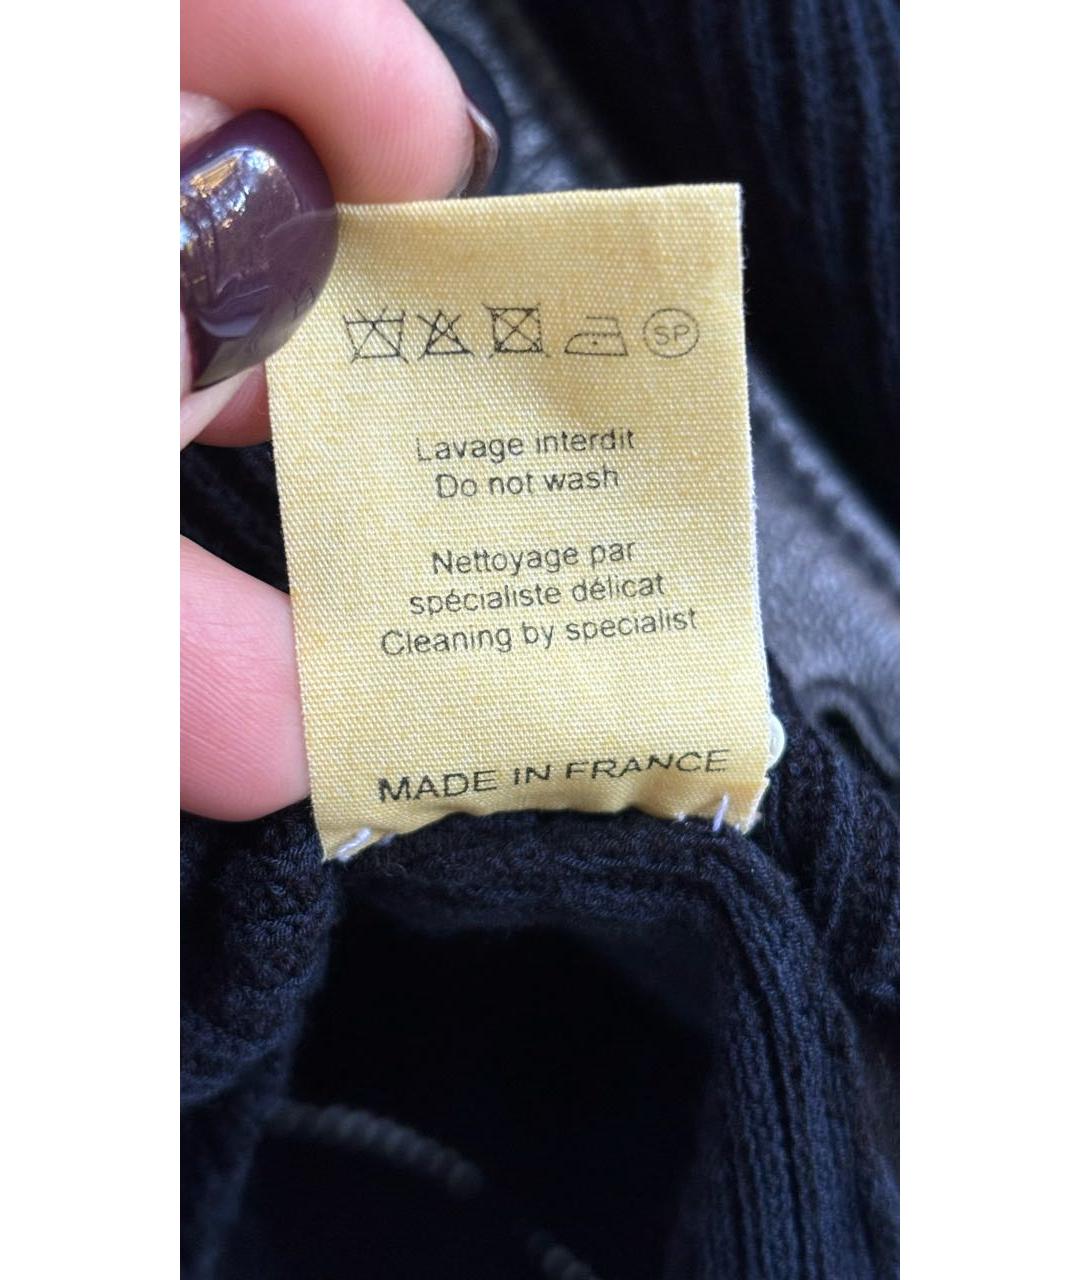 SP
Lavage interdit
Do not wash
Nettoyage par
spécialiste délicat
Cleaning by specialist
MADE IN FRANCE